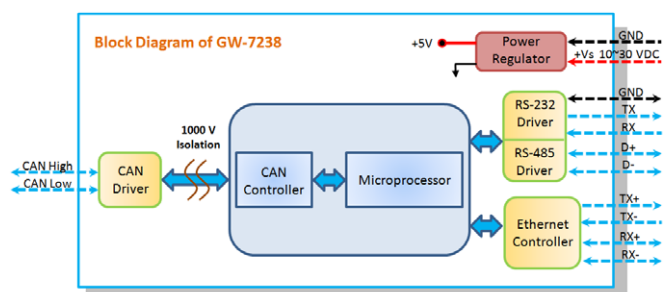 Block Diagram of GW-7238
+5V
Power
Regulator
GND
+Vs 10~30 VDC
1000 V
Isolation
CAN High
CAN Low
CAN
Driver
CAN
Controller
Microprocessor
RS-232
Driver
RS-485
Driver
GND
TX
RX
D+
D-
Ethernet
Controller
TX+
TX-
RX+
RX-